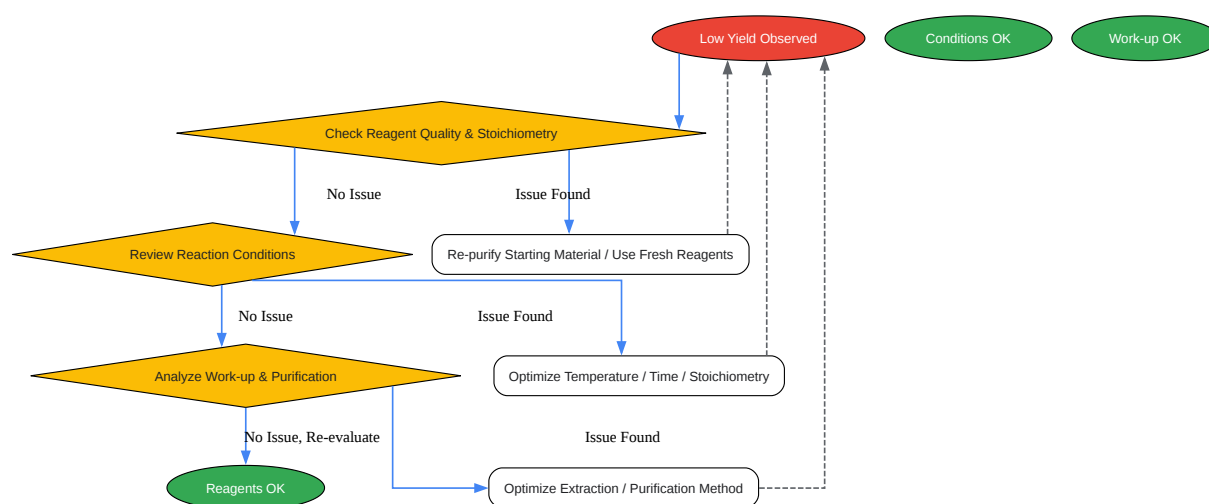 Low Yield Observed
Conditions OK
Work-up OK
Check Reagent Quality & Stoichiometry
No Issue
Issue Found
Review Reaction Conditions
Re-purify Starting Material / Use Fresh Reagents
No Issue
Issue Found
Analyze Work-up & Purification
Optimize Temperature / Time / Stoichiometry
No Issue, Re-evaluate
Issue Found
Reagents OK
Optimize Extraction / Purification Method